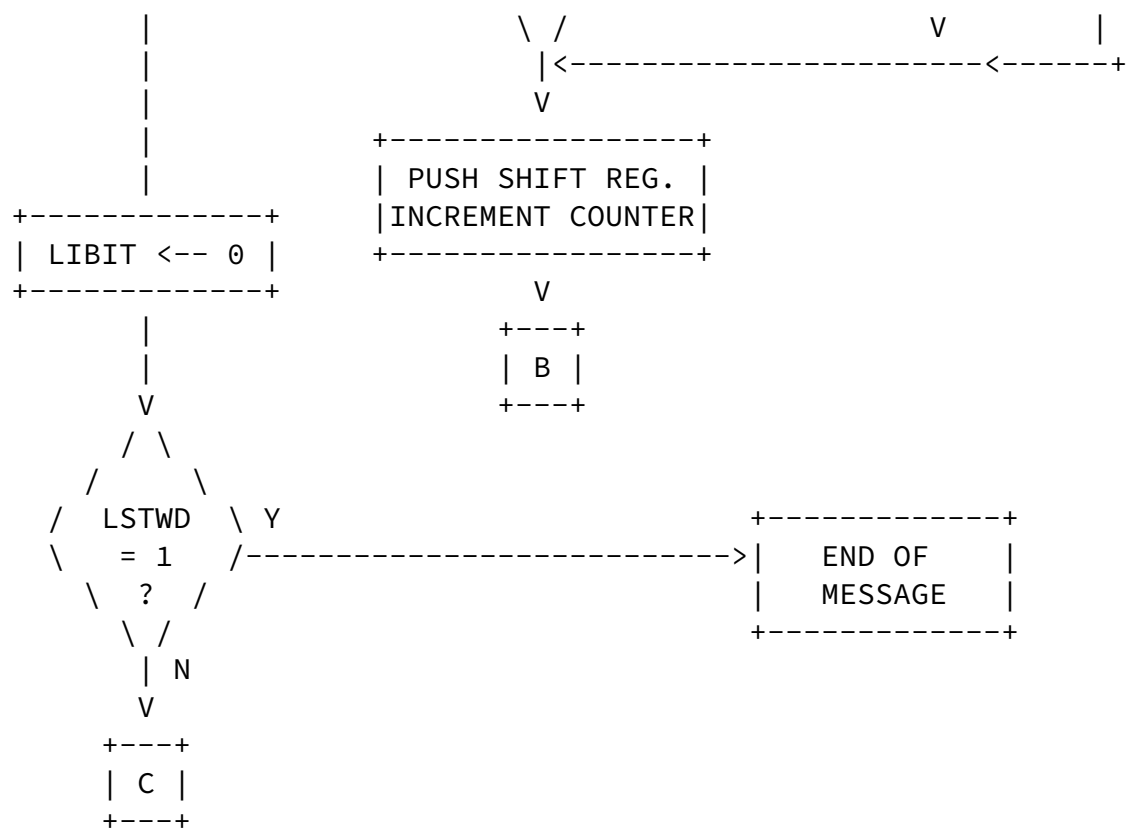 PUSH SHIFT REG.
INCREMENT COUNTER
LIBIT <-- 0
B
LSTWD
= 1
?
Y
END OF
MESSAGE
N
C